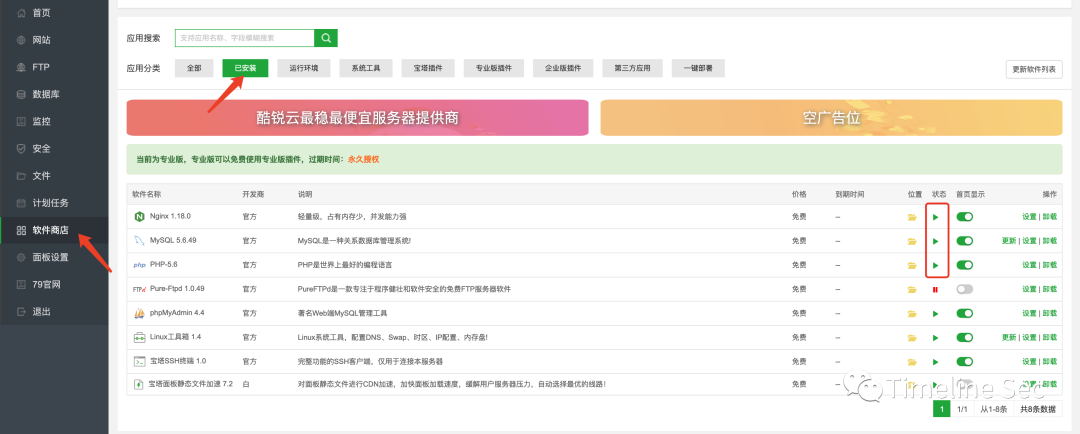 首页
网站
FTP
数据库
监控
安全
文件
计划任务
软件商店
面板设置
79官网
退出
应用搜索 支持应用名称、字段模糊搜索
应用分类 全部 已安装 运行环境 系统工具 宝塔插件 专业版插件 企业版插件 第三方应用 一键部署 更新软件列表
酷锐云最稳最便宜服务器提供商 空广告位
当前为专业版，专业版可以免费使用专业版插件，过期时间：永久授权
软件名称 开发商 说明 价格 到期时间 位置 状态 首页显示 操作
Nginx 1.18.0 官方 轻量级，占有内存少，并发能力强 免费 -- 设置 | 卸载
MySQL 5.6.49 官方 MySQL是一种关系数据库管理系统! 免费 -- 更新 | 设置 | 卸载
php PHP-5.6 官方 PHP是世界上最好的编程语言 免费 -- 设置 | 卸载
FTPd Pure-Ftpd 1.0.49 官方 PureFTPd是一款专注于程序健壮和软件安全的免费FTP服务器软件 免费 -- 设置 | 卸载
phpMyAdmin 4.4 官方 著名Web端MySQL管理工具 免费 -- 设置 | 卸载
Linux工具箱 1.4 官方 Linux系统工具，配置DNS、Swap、时区、IP配置、内存盘! 免费 -- 更新 | 设置 | 卸载
宝塔SSH终端 1.0 官方 完整功能的SSH客户端，仅用于连接本服务器 免费 -- 设置 | 卸载
宝塔面板静态文件加速 7.2 白 对面板静态文件进行CDN加速，加快面板加载速度，缓解用户服务器压力，自动选择最优的线路！ 免费 -- 设置 | 卸载
Timeline Sec
1 1/1 从1-8条 共8条数据